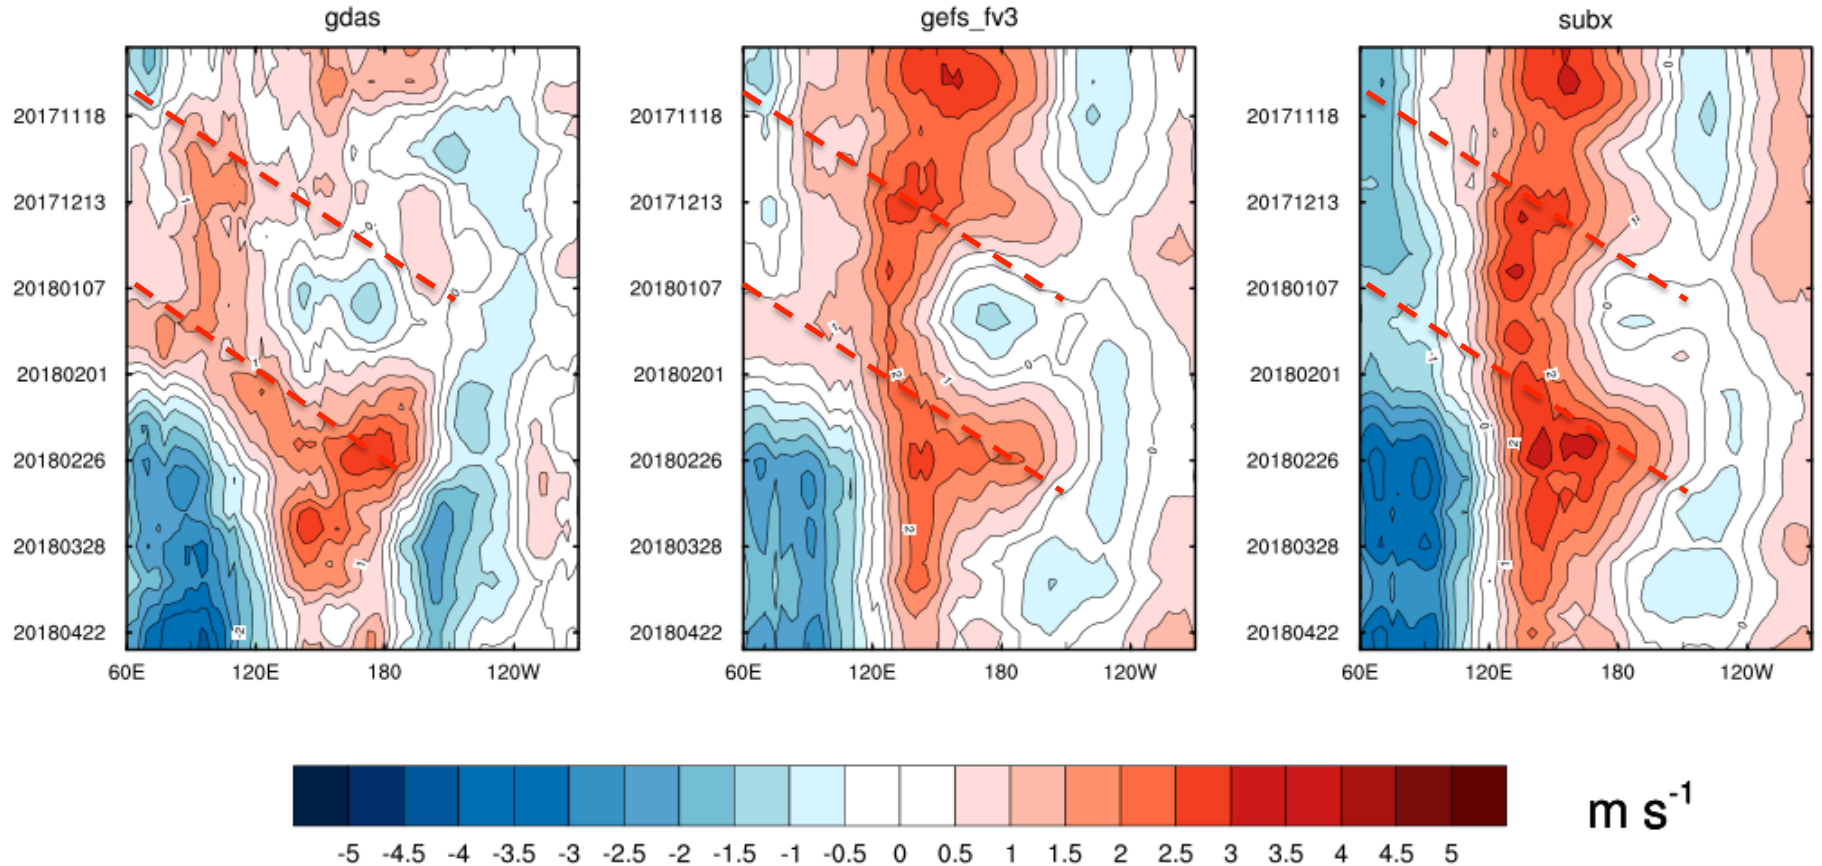 gdas gefs_fv3 subx
20171118 20171118 20171118
20171213 20171213 20171213
20180107 20180107 20180107
20180201 20180201 20180201
20180226 20180226 20180226
20180328 20180328 20180328
20180422 20180422 20180422
60E 120E 180 120W 60E 120E 180 120W 60E 120E 180 120W
-5 -4.5 -4 -3.5 -3 -2.5 -2 -1.5 -1 -0.5 0 0.5 1 1.5 2 2.5 3 3.5 4 4.5 5
m s-1